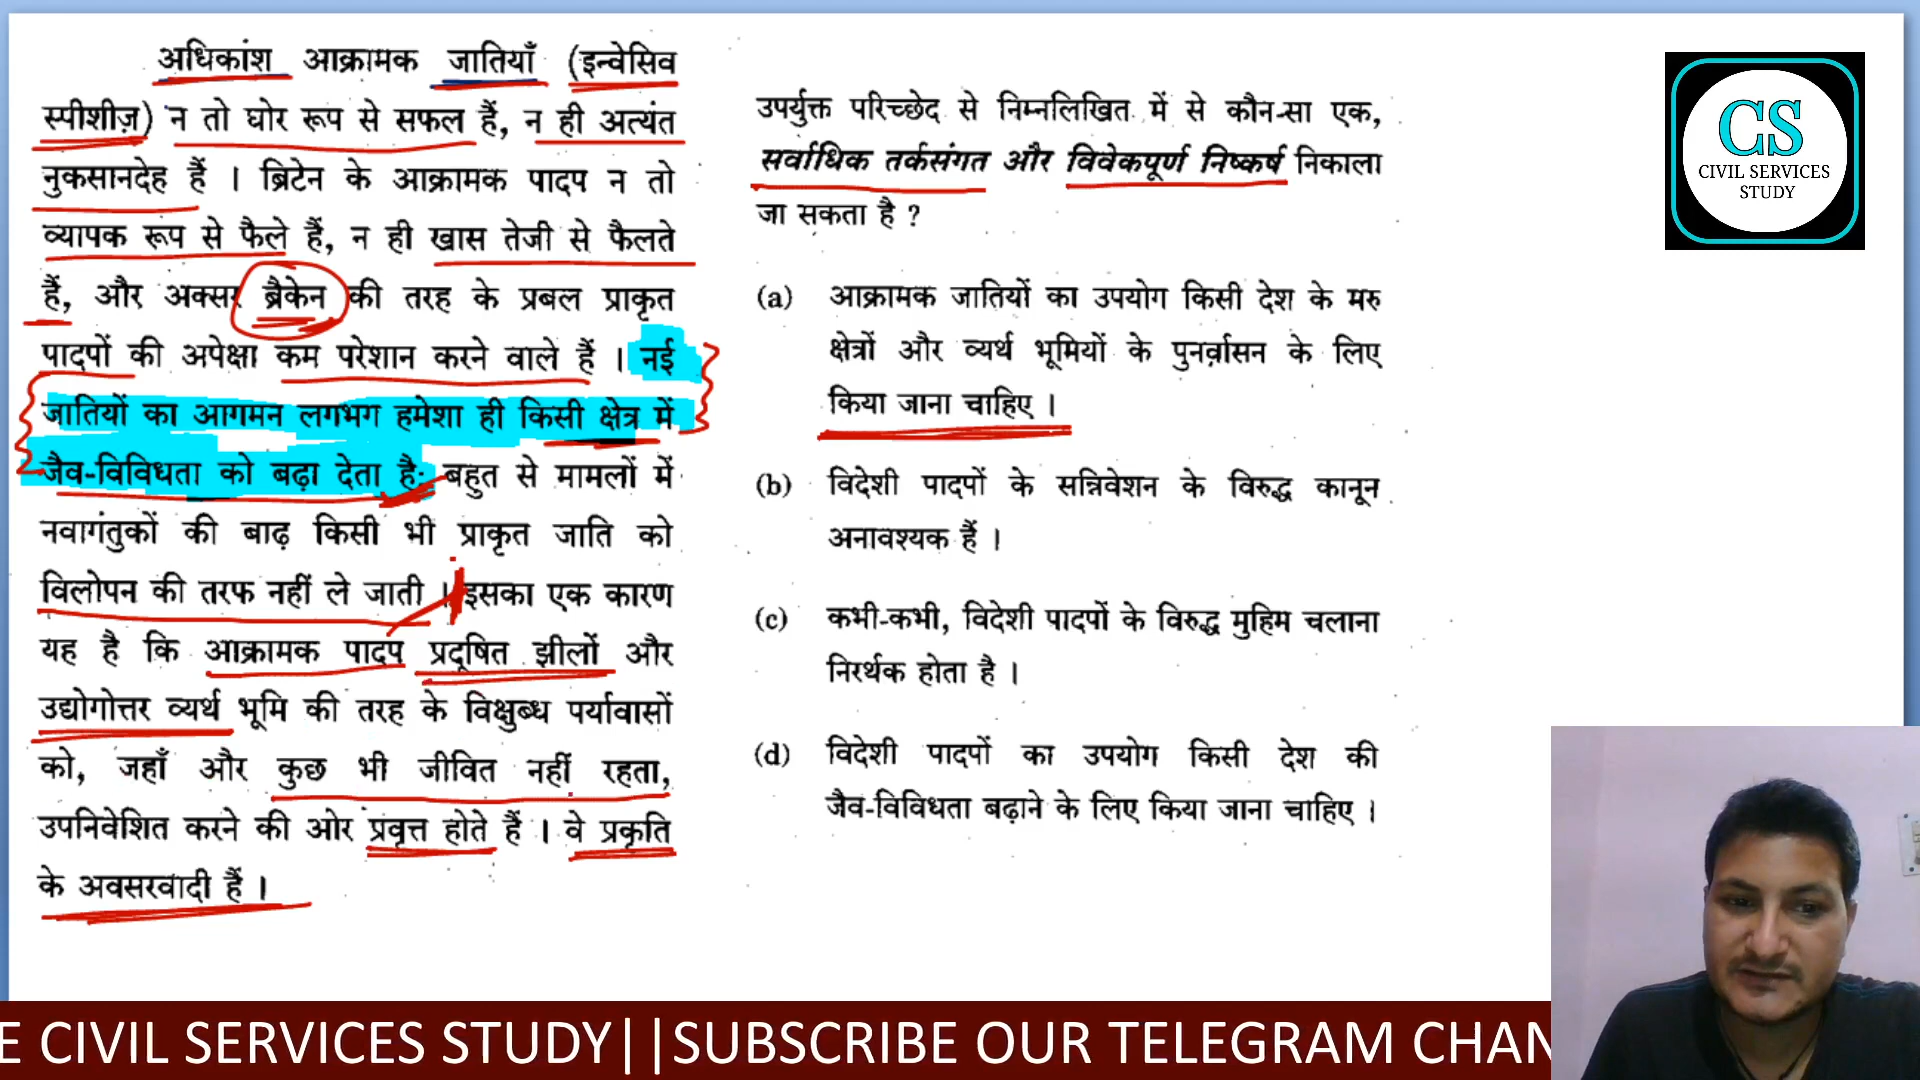 अधिकांश आक्रामक जातियाँ (इन्वेसिव
स्पीशीज़) न तो घोर रूप से सफल हैं, न ही अत्यंत
नुकसानदेह हैं । ब्रिटेन के आक्रामक पादप न तो
व्यापक रूप से फैले हैं, न ही खास तेजी से फैलते
हैं, और अक्सर ब्रैकेन की तरह के प्रबल प्राकृत
पादपों की अपेक्षा कम परेशान करने वाले हैं । नई
जातियों का आगमन लगभग हमेशा ही किसी क्षेत्र में
जैव-विविधता को बढ़ा देता है; बहुत से मामलों में
नवागंतुकों की बाढ़ किसी भी प्राकृत जाति को
विलोपन की तरफ नहीं ले जाती । इसका एक कारण
यह है कि आक्रामक पादप प्रदूषित झीलों और
उद्योगोत्तर व्यर्थ भूमि की तरह के विक्षुब्ध पर्यावासों
को, जहाँ और कुछ भी जीवित नहीं रहता,
उपनिवेशित करने की ओर प्रवृत्त होते हैं । वे प्रकृति
के अवसरवादी हैं ।
उपर्युक्त परिच्छेद से निम्नलिखित में से कौन-सा एक,
सर्वाधिक तर्कसंगत और विवेकपूर्ण निष्कर्ष निकाला
जा सकता है ?
(a) आक्रामक जातियों का उपयोग किसी देश के मरु
क्षेत्रों और व्यर्थ भूमियों के पुनर्वासन के लिए
किया जाना चाहिए ।
(b) विदेशी पादपों के सन्निवेशन के विरुद्ध कानून
अनावश्यक हैं ।
(c) कभी-कभी, विदेशी पादपों के विरुद्ध मुहिम चलाना
निरर्थक होता है ।
(d) विदेशी पादपों का उपयोग किसी देश की
जैव-विविधता बढ़ाने के लिए किया जाना चाहिए ।
CS
CIVIL SERVICES
STUDY
E CIVIL SERVICES STUDY||SUBSCRIBE OUR TELEGRAM CHAN